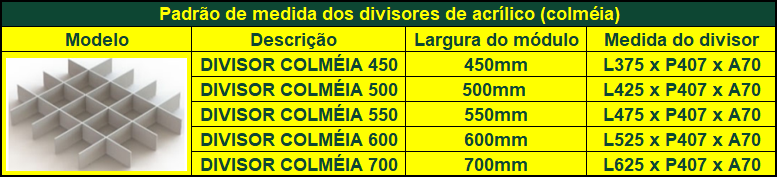 Padrão de medida dos divisores de acrílico (colméia)
Modelo Descrição Largura do módulo Medida do divisor
DIVISOR COLMÉIA 450 450mm L375 x P407 x A70
DIVISOR COLMÉIA 500 500mm L425 x P407 x A70
DIVISOR COLMÉIA 550 550mm L475 x P407 x A70
DIVISOR COLMÉIA 600 600mm L525 x P407 x A70
DIVISOR COLMÉIA 700 700mm L625 x P407 x A70